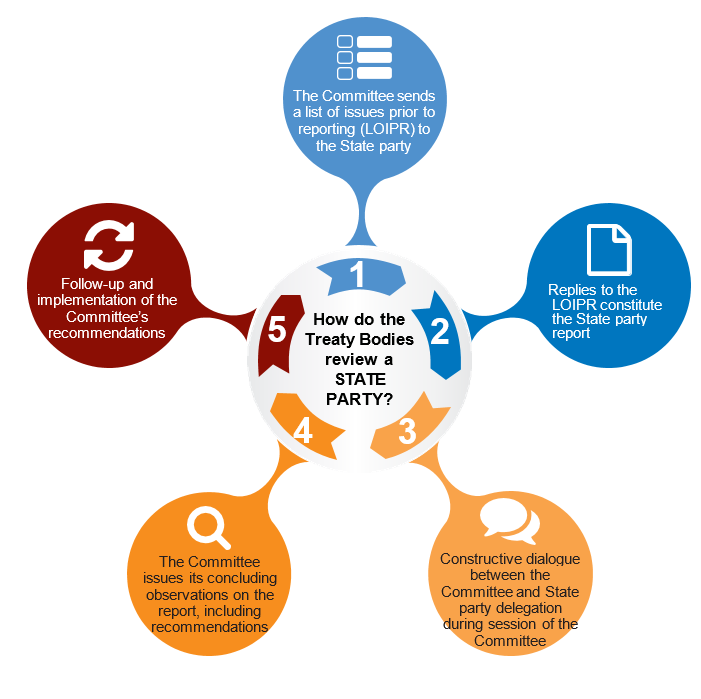 The Committee sends
a list of issues prior to
reporting (LOIPR) to
the State party
1
How do the
Treaty Bodies
review a
STATE
PARTY?
2
Replies to the
LOIPR constitute
the State party
report
3
Constructive dialogue
between the
Committee and State
party delegation
during session of the
Committee
4
The Committee
issues its concluding
observations on the
report, including
recommendations
5
Follow-up and
implementation of the
Committee's
recommendations